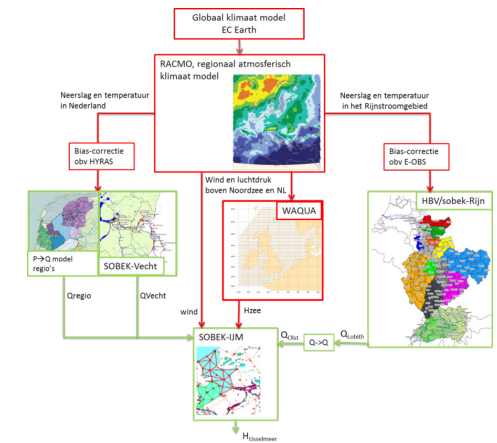 Globaal klimaat model
EC Earth
RACMO, regionaal atmosferisch
klimaat model
Neerslag en temperatuur
in Nederland
Neerslag en temperatuur
in het Rijnstroomgebied
Bias-correctie
obv HYRAS
Bias-correctie
obv E-OBS
Wind en luchtdruk
boven Noordzee en NL
WAQUA
HBV/sobek-Rijn
P→Q model
regio's
SOBEK-Vecht
Qregio
QVecht
wind
Hzee
SOBEK-IJM
QOlst
Q->Q
QLobith
HIJsselmeer